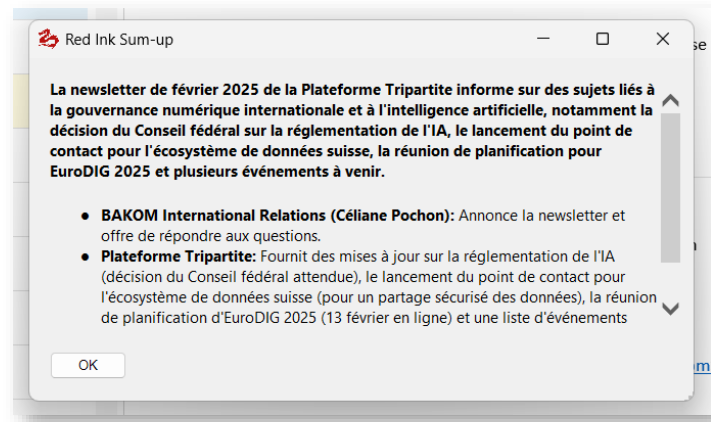 Red Ink Sum-up
se
La newsletter de février 2025 de la Plateforme Tripartite informe sur des sujets liés à
la gouvernance numérique internationale et à l'intelligence artificielle, notamment la
décision du Conseil fédéral sur la réglementation de l'IA, le lancement du point de
contact pour l'écosystème de données suisse, la réunion de planification pour
EuroDIG 2025 et plusieurs événements à venir.
● BAKOM International Relations (Céliane Pochon): Annonce la newsletter et
offre de répondre aux questions.
● Plateforme Tripartite: Fournit des mises à jour sur la réglementation de l'IA
(décision du Conseil fédéral attendue), le lancement du point de contact pour
l'écosystème de données suisse (pour un partage sécurisé des données), la réunion
de planification d'EuroDIG 2025 (13 février en ligne) et une liste d'événements
OK
om